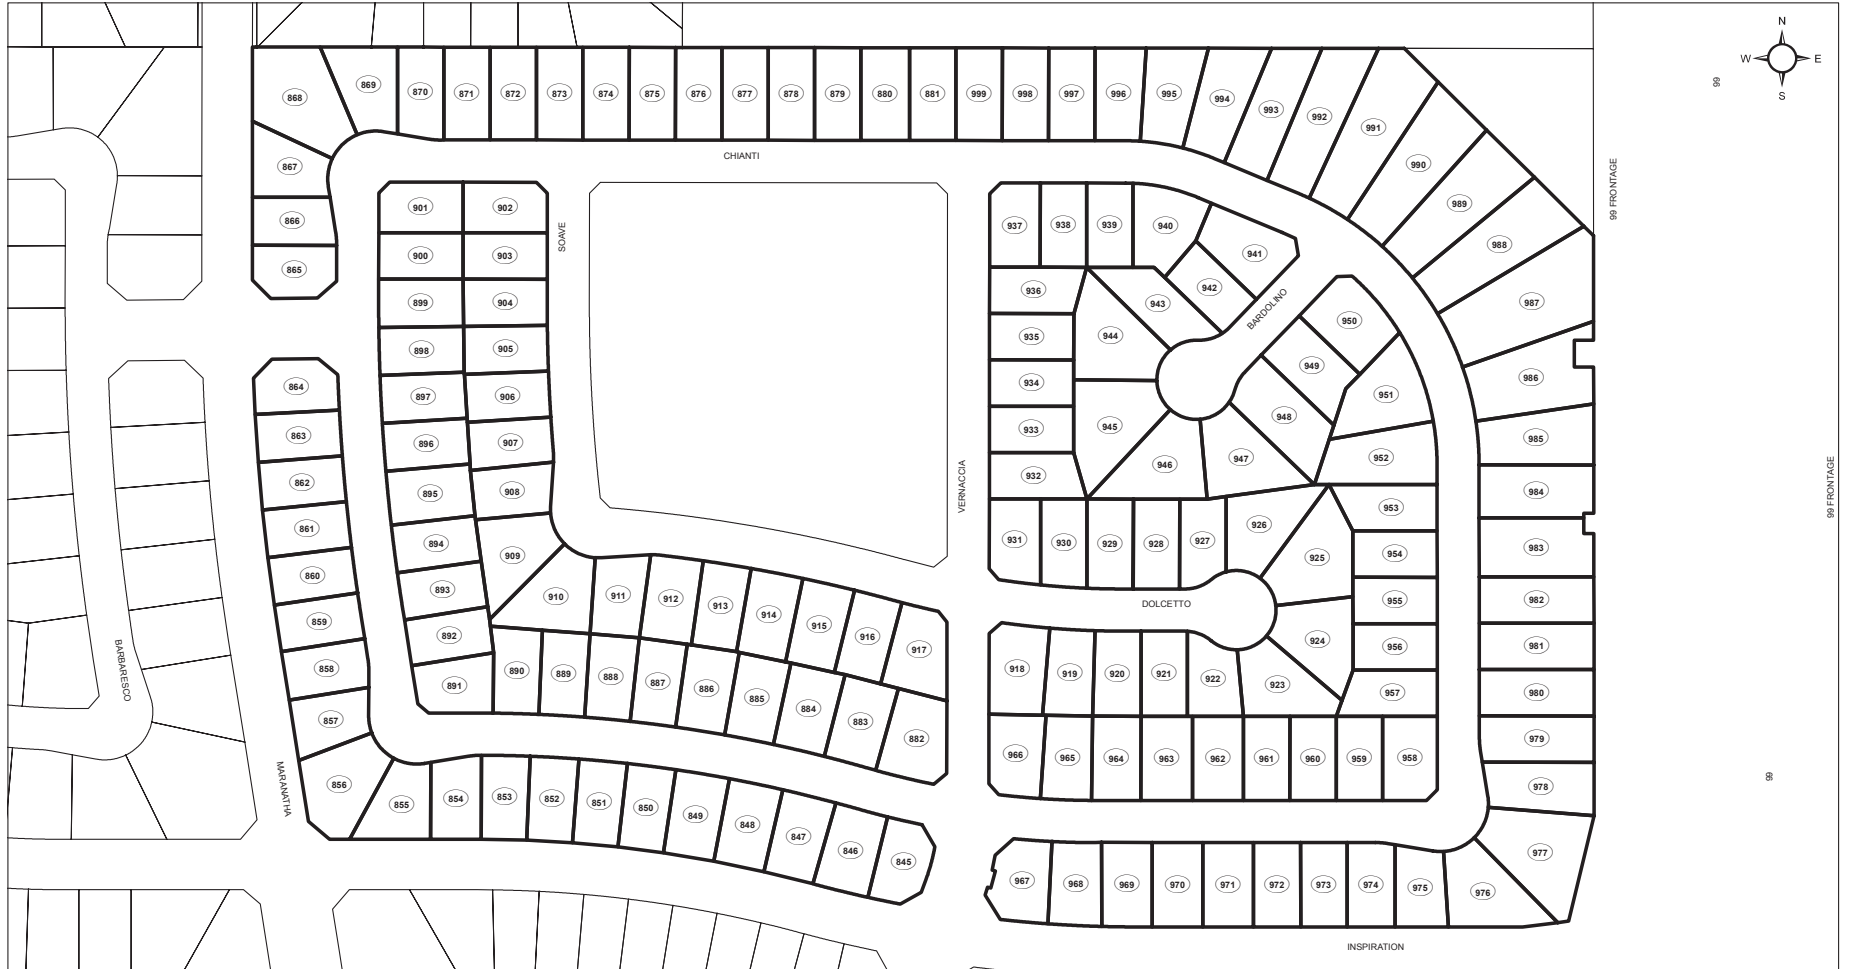 N
W E
S
99
868 869 870 871 872 873 874 875 876 877 878 879 880 881 999 998 997 996 995 994 993 992 991
CHIANTI
867 990
99 FRONTAGE
866 901 902 937 938 939 940 989
SOAVE
865 900 903 941 988
936 943 942 987
899 904
BARDOLINO
898 905 935 944 950
949
864 897 906 934 951 986
863 896 907 933 945 948 985
862 895 908 932 946 947 952 984
VERNACCIA
99 FRONTAGE
861 894 909 931 930 929 928 927 926 953 983
925 954
860 893 910 911 912 913 914 915 916 917 955 982
DOLCETTO
859 892 924 956 981
858 891 890 889 888 887 886 885 884 883 882 918 919 920 921 922 923 957 980
BARBARESCO
857 966 965 964 963 962 961 960 959 958 979
MARANATHA
99
856 855 854 853 852 851 850 849 848 847 846 845 978
967 968 969 970 971 972 973 974 975 976 977
INSPIRATION